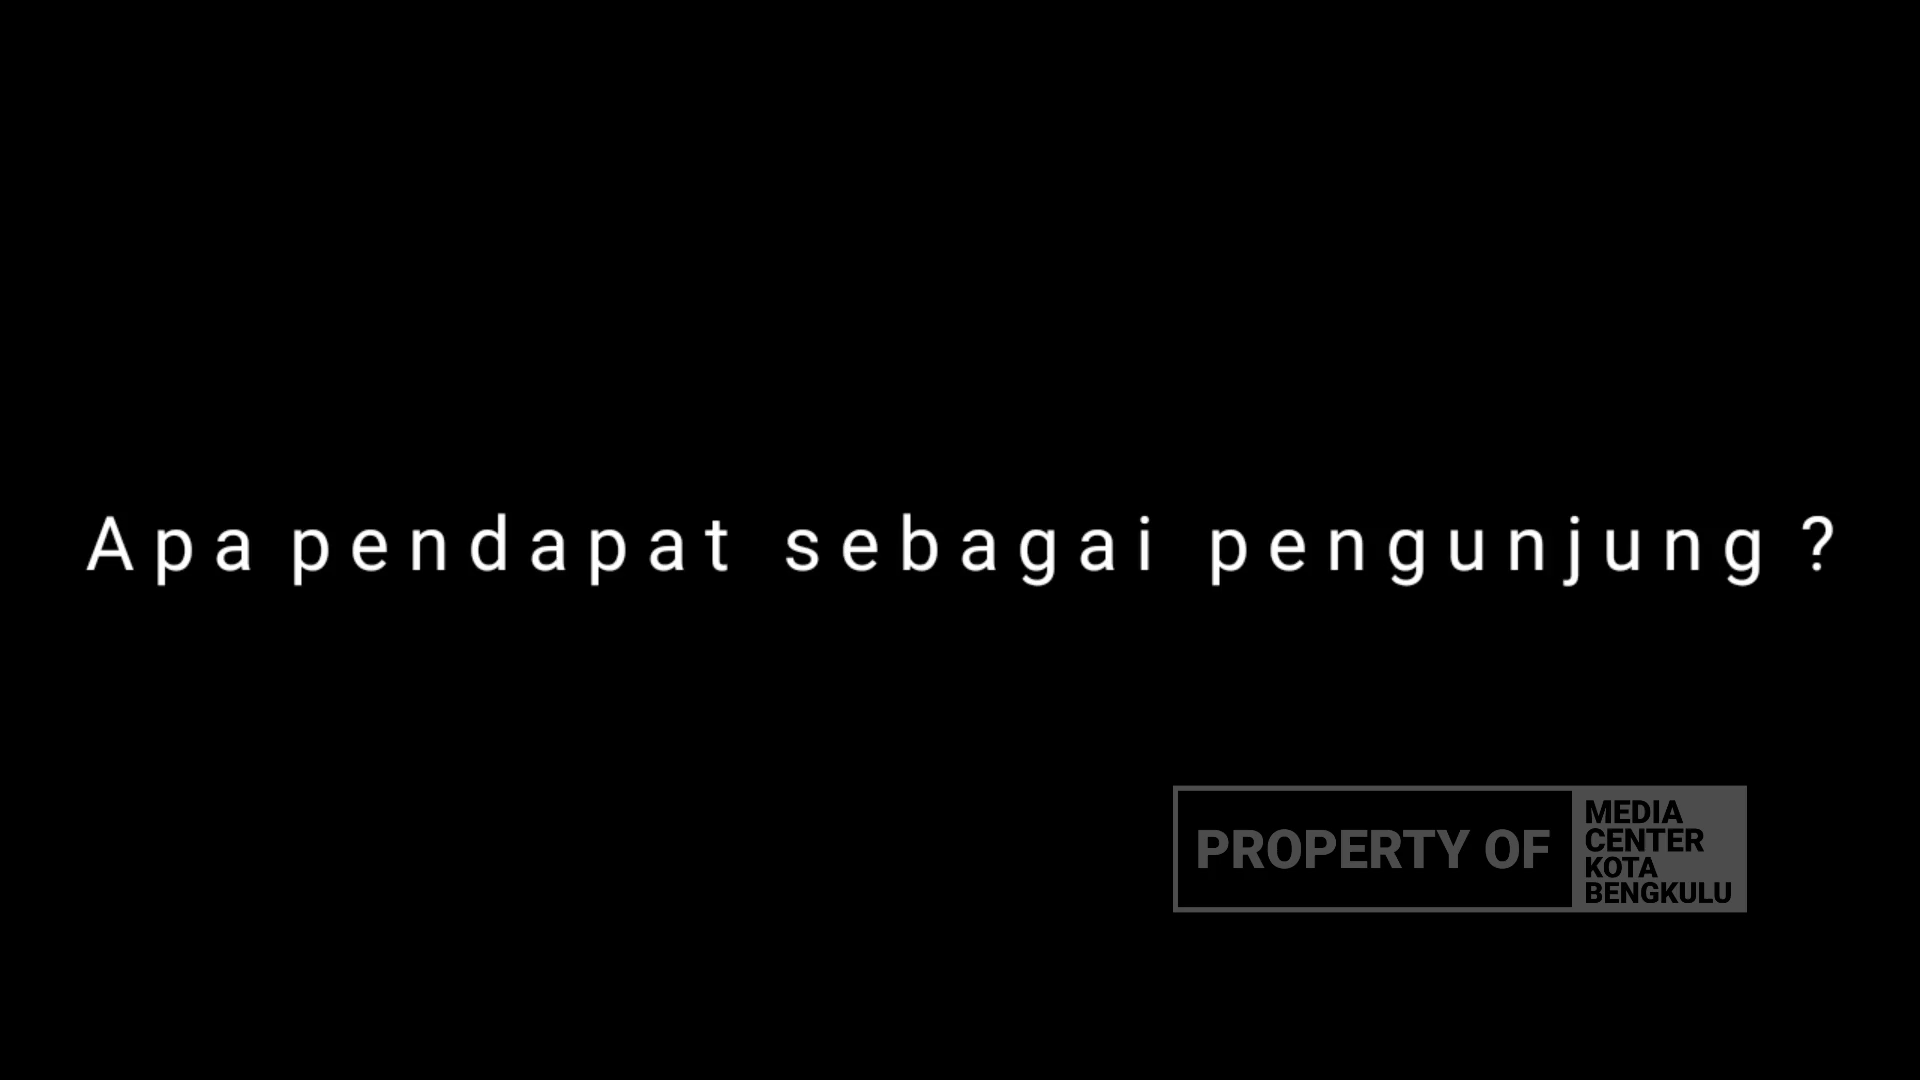 Apa pendapat sebagai pengunjung ?
PROPERTY OF
MEDIA
CENTER
KOTA
BENGKULU